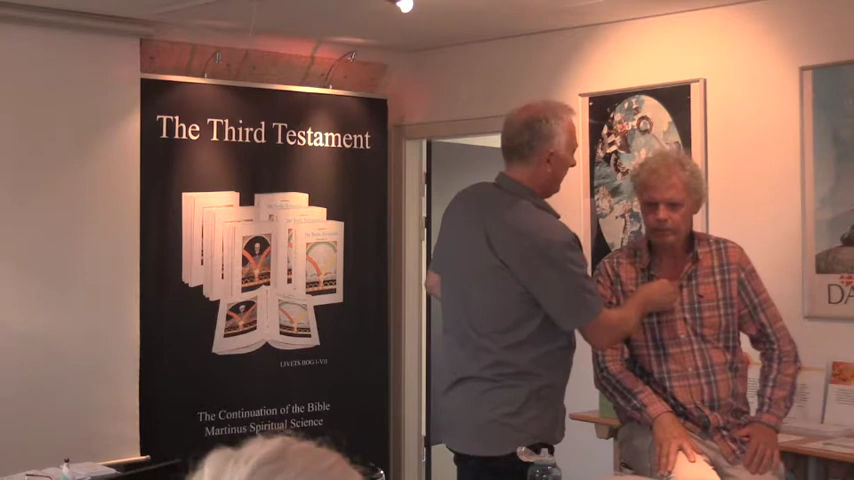 The Third Testament
LIVETS BOG I-VII
The Continuation of the Bible
Martinus Spiritual Science
DA